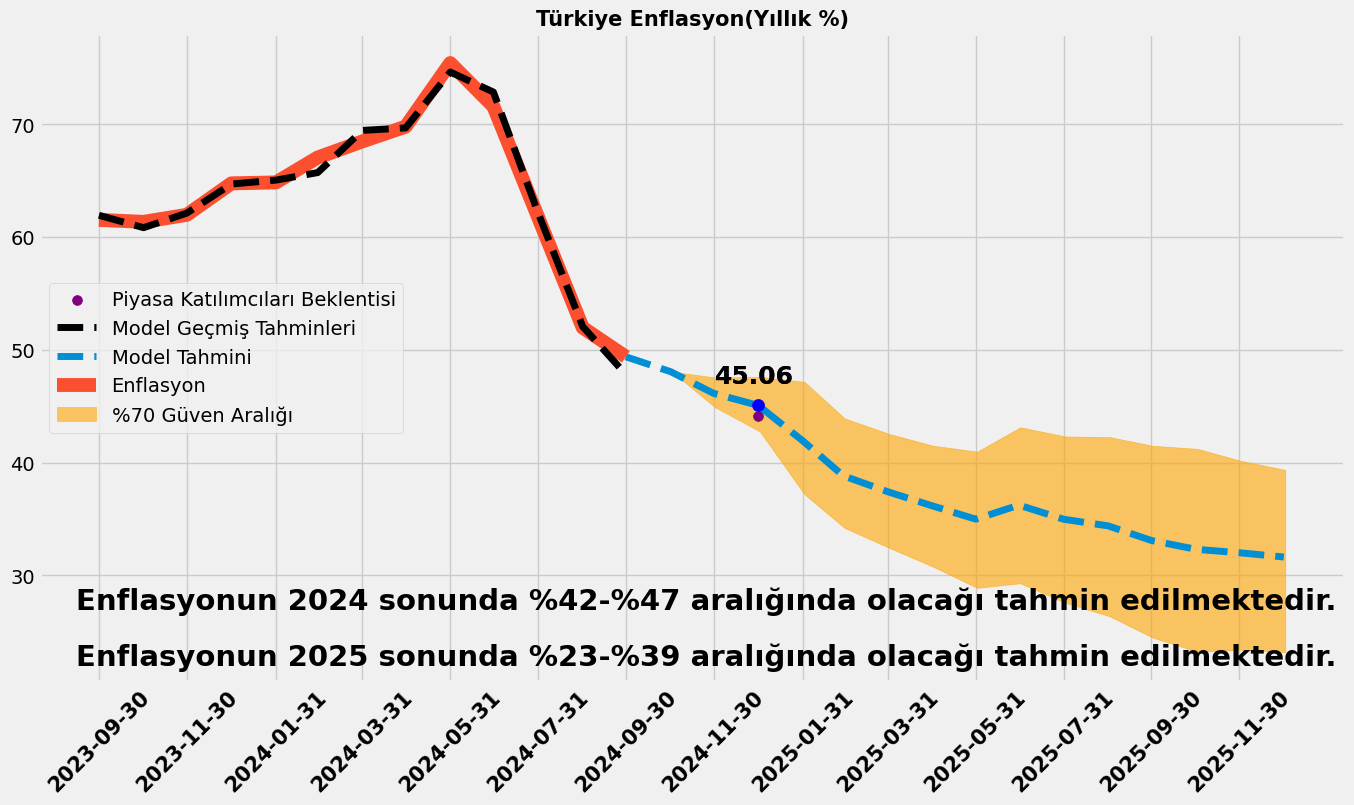 Türkiye Enflasyon(Yıllık %)
70
60
50
40
30
Piyasa Katılımcıları Beklentisi
Model Geçmiş Tahminleri
Model Tahmini
Enflasyon
%70 Güven Aralığı
45.06
Enflasyonun 2024 sonunda %42-%47 aralığında olacağı tahmin edilmektedir.
Enflasyonun 2025 sonunda %23-%39 aralığında olacağı tahmin edilmektedir.
2023-09-30
2023-11-30
2024-01-31
2024-03-31
2024-05-31
2024-07-31
2024-09-30
2024-11-30
2025-01-31
2025-03-31
2025-05-31
2025-07-31
2025-09-30
2025-11-30